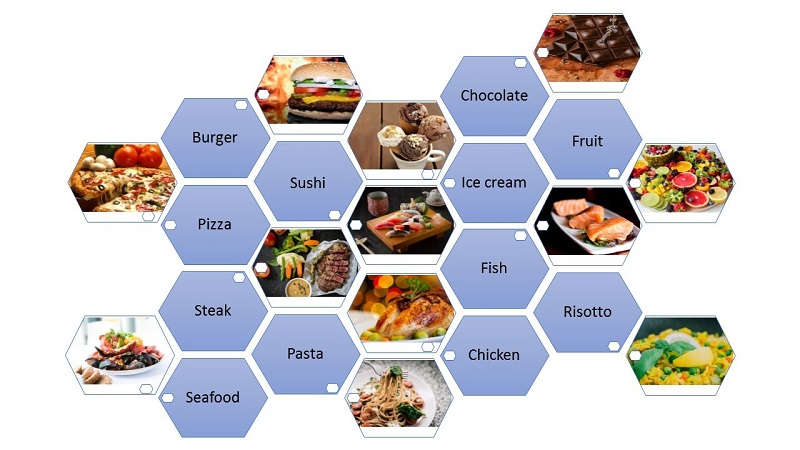 Chocolate
Burger
Fruit
Sushi
Ice cream
Pizza
Fish
Steak
Risotto
Pasta
Chicken
Seafood